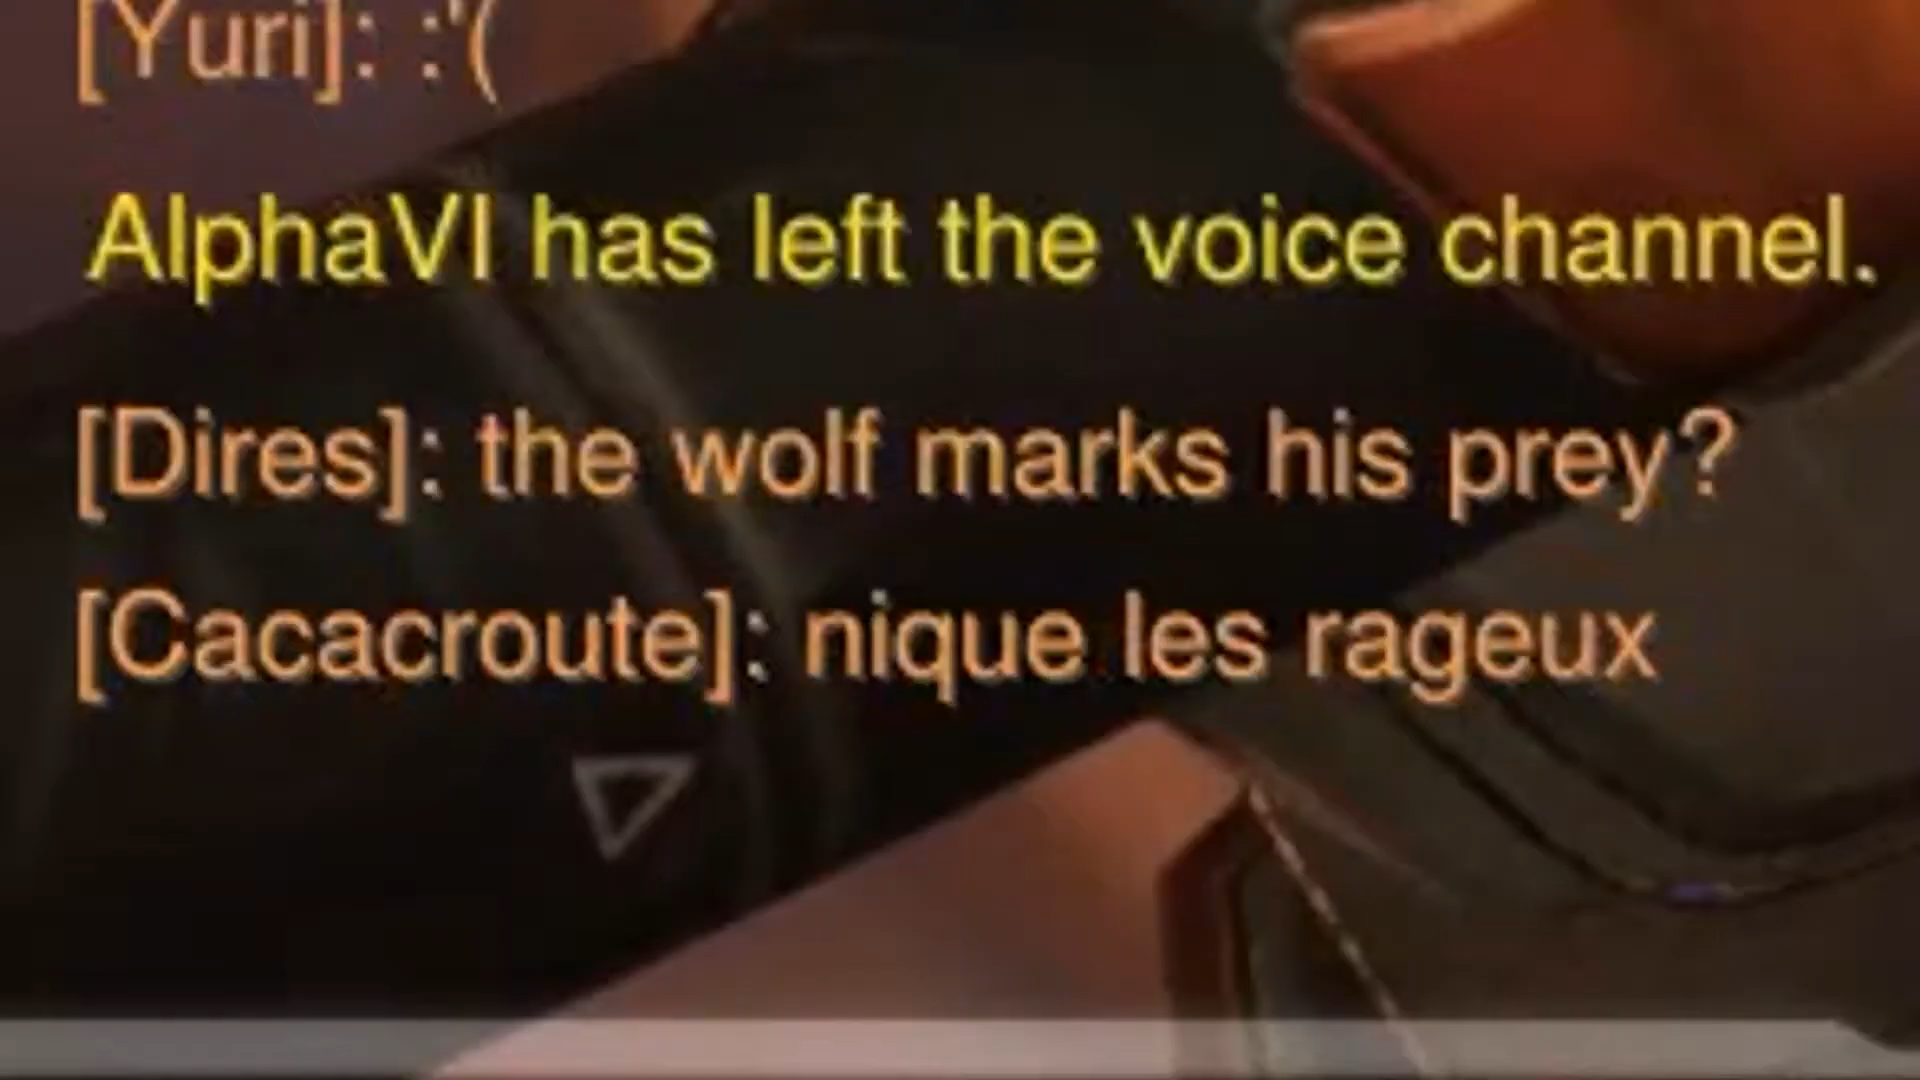 [Yuri]: :'(
AlphaVI has left the voice channel.
[Dires]: the wolf marks his prey?
[Cacacroute]: nique les rageux